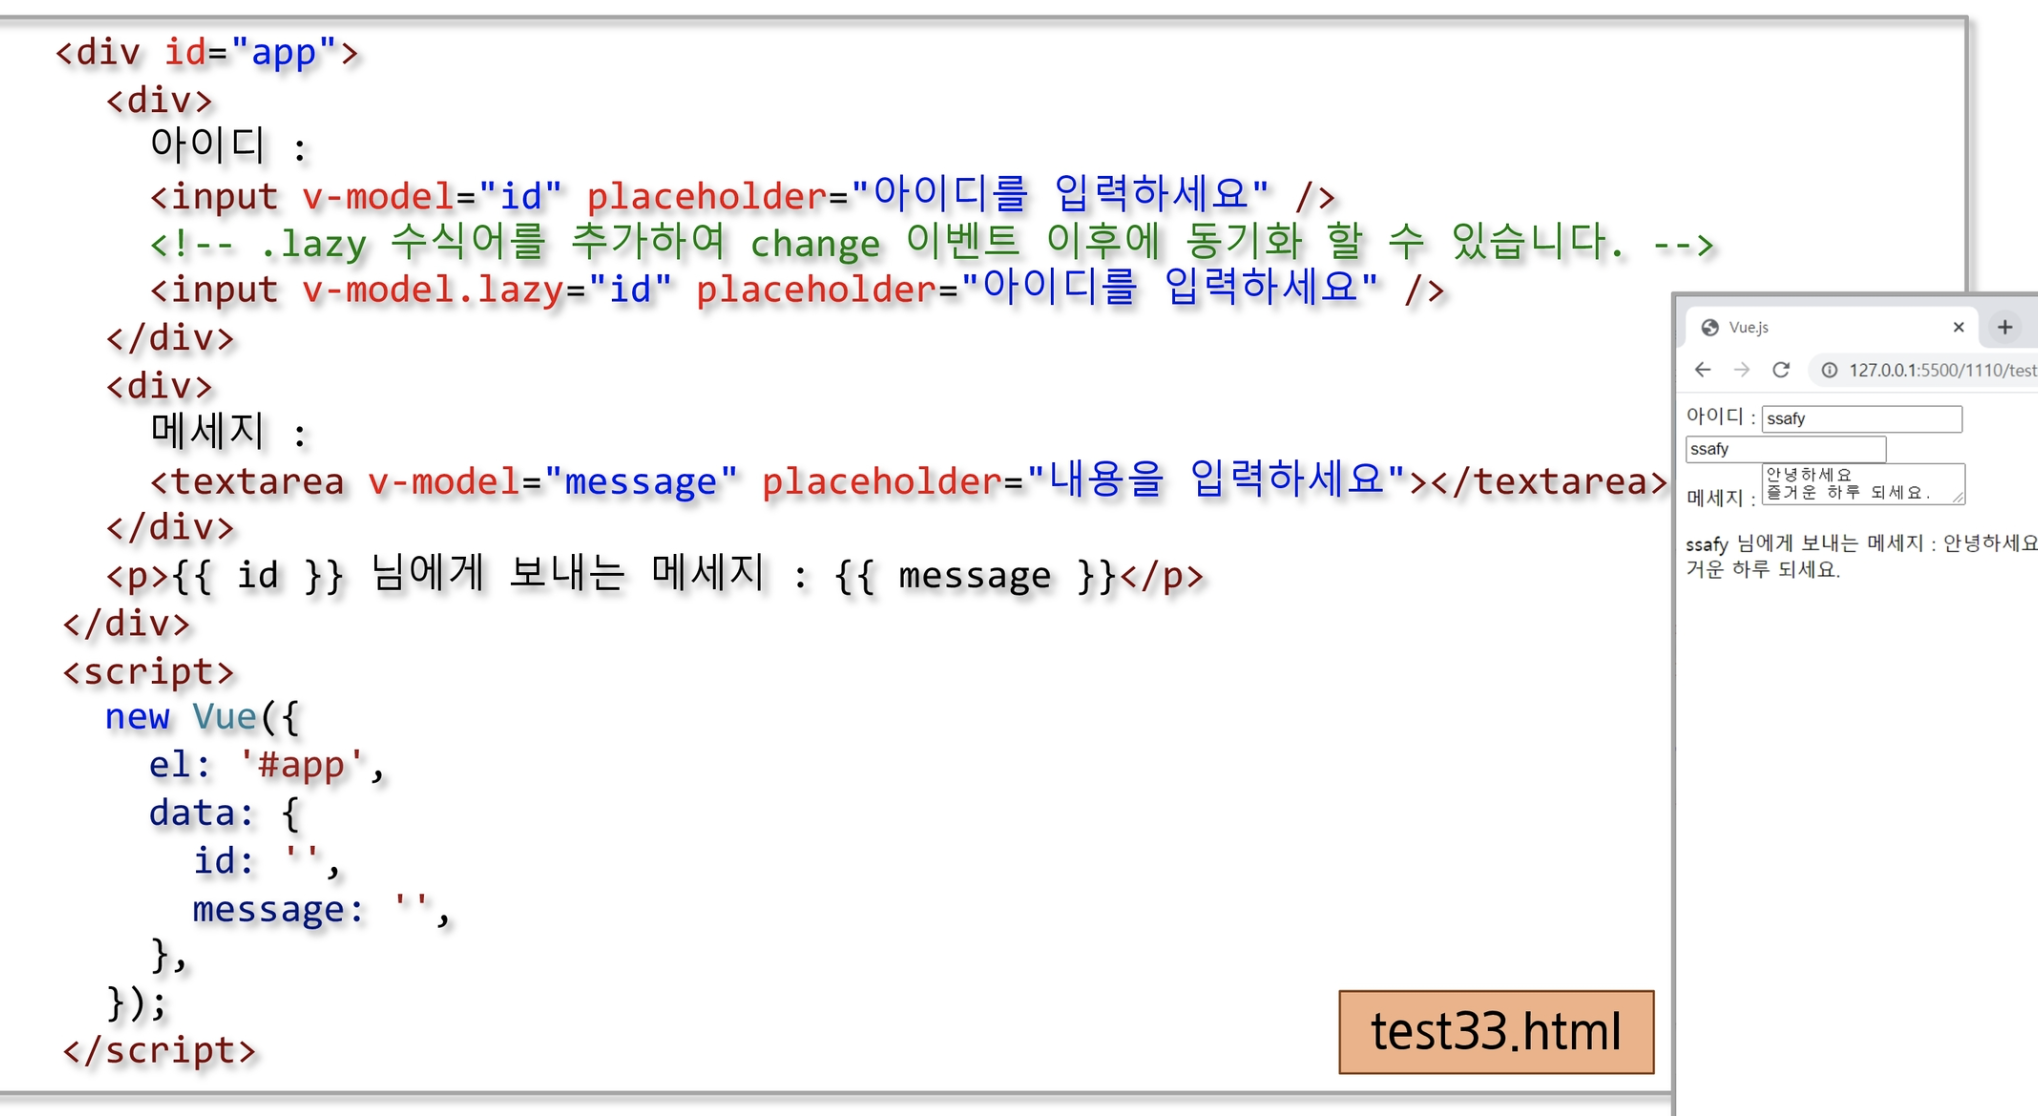 <div id="app">
<div>
아이디 :
<input v-model="id" placeholder="아이디를 입력하세요" />
<!-- .lazy 수식어를 추가하여 change 이벤트 이후에 동기화 할 수 있습니다. -->
<input v-model.lazy="id" placeholder="아이디를 입력하세요" />
</div>
<div>
메세지 :
<textarea v-model="message" placeholder="내용을 입력하세요"></textarea>
</div>
<p>{{ id }} 님에게 보내는 메세지 : {{ message }}</p>
</div>
<script>
new Vue({
el: '#app',
data: {
id: '',
message: '',
},
});
</script>
test33.html
Vue.js
127.0.0.1:5500/1110/test
아이디 : ssafy
ssafy
메세지 : 안녕하세요
즐거운 하루 되세요.
ssafy 님에게 보내는 메세지 : 안녕하세요
거운 하루 되세요.